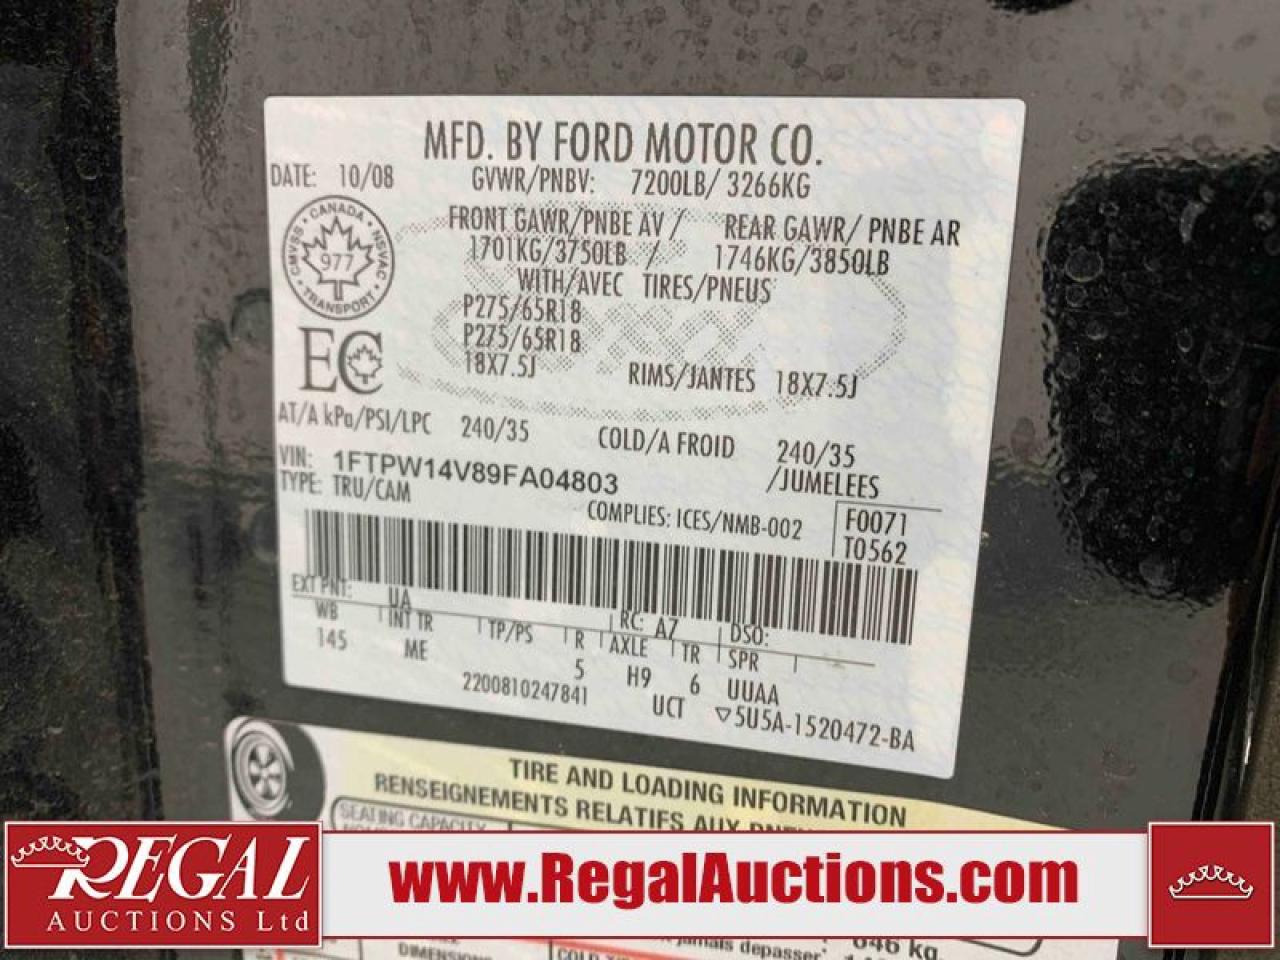 MFD. BY FORD MOTOR CO.
DATE: 10/08 GVWR/PNBV: 7200LB/ 3266KG
FRONT GAWR/PNBE AV / REAR GAWR/ PNBE AR
1701KG/3750LB / 1746KG/3850LB
WITH/AVEC TIRES/PNEUS
CANADA
CMVSS NSVAC
977
TRANSPORT
P275/65R18
P275/65R18
18X7.5J RIMS/JANTES 18X7.5J
EC
AT/A kPa/PSI/LPC 240/35 COLD/A FROID 240/35
VIN: 1FTPW14V89FA04803 /JUMELEES
TYPE: TRU/CAM
COMPLIES: ICES/NMB-002 F0071
T0562
EXT PNT: UA RC: A7 DSO:
WB INT TR TP/PS R AXLE TR SPR
145 ME 5 H9 6 UUAA
2200810247841 UCT ▽5U5A-1520472-BA
TIRE AND LOADING INFORMATION
RENSEIGNEMENTS RELATIFS AUX
SEATING CAPACITY
REGAL
AUCTIONS Ltd
www.RegalAuctions.com
jamais depasser : 646 kg
DIMENSIONS